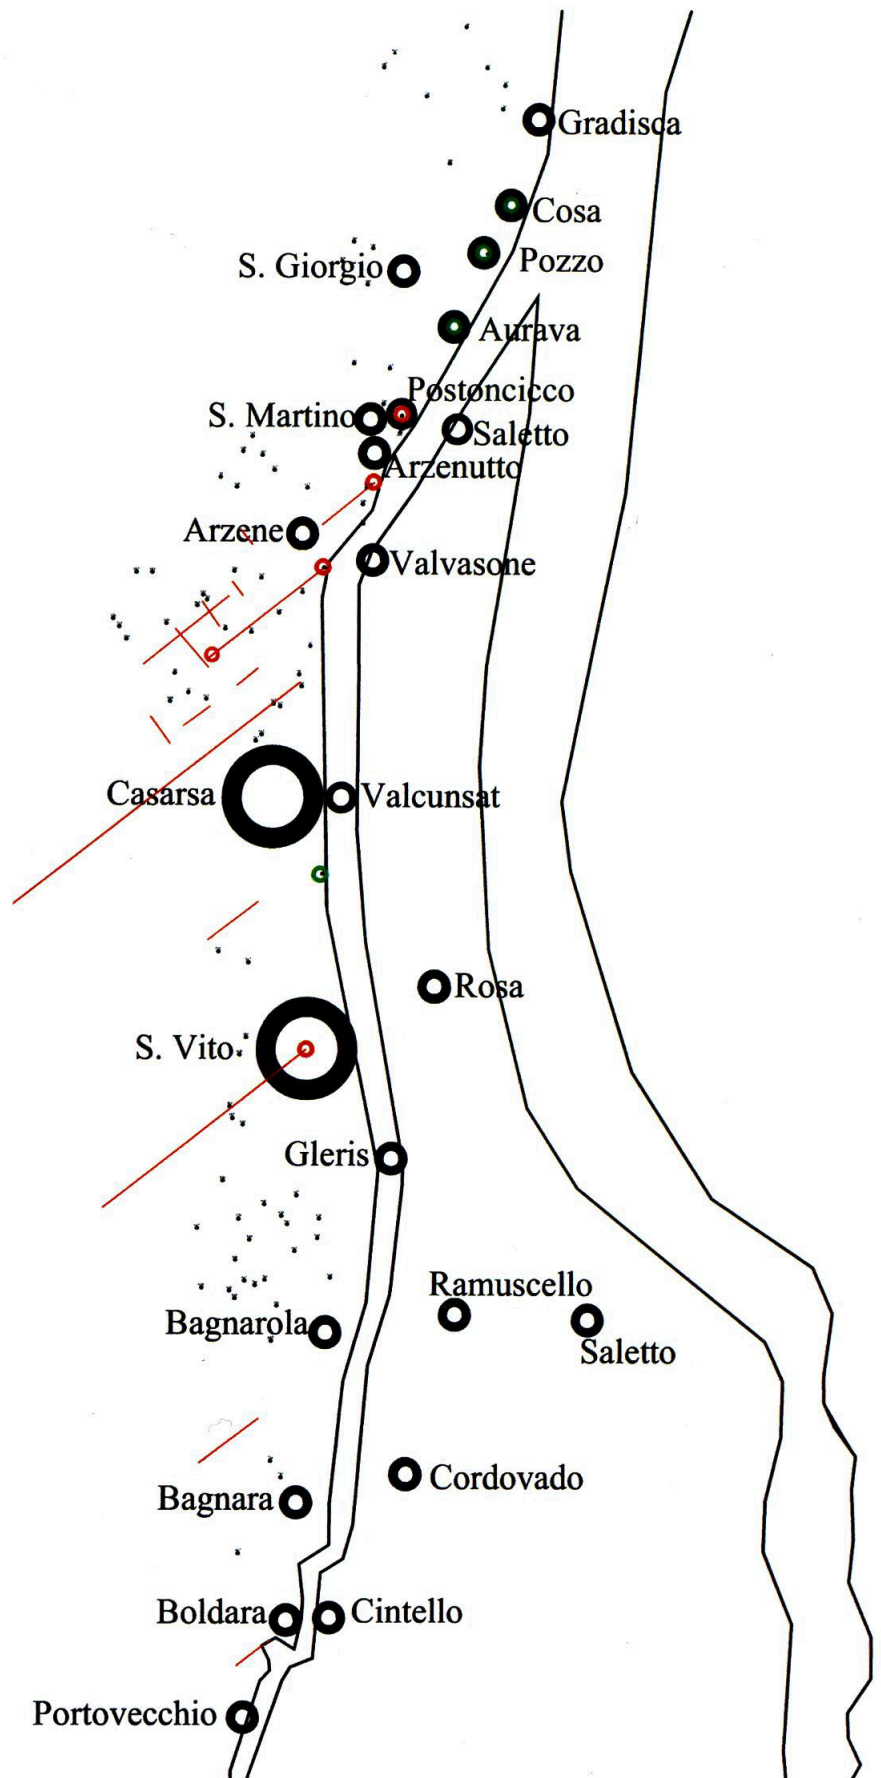 Gradisca
Cosa
Pozzo
S. Giorgio
Aurava
Postoncicco
S. Martino
Saletto
Arzenutto
Arzene
Valvasone
Casarsa
Valcunsat
Rosa
S. Vito
Gleris
Ramuscello
Bagnarola
Saletto
Cordovado
Bagnara
Boldara
Cintello
Portovecchio